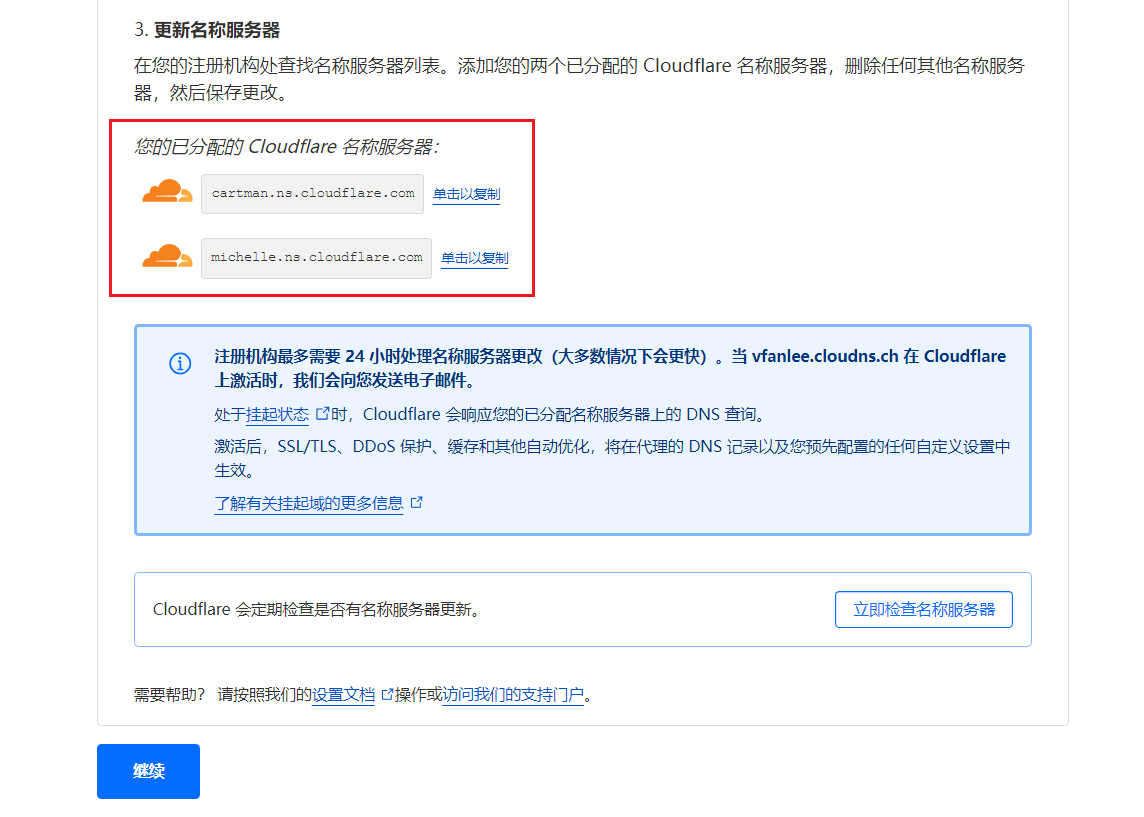 3. 更新名称服务器
在您的注册机构处查找名称服务器列表。添加您的两个已分配的 Cloudflare 名称服务器，删除任何其他名称服务
器，然后保存更改。
您的已分配的 Cloudflare 名称服务器：
cartman.ns.cloudflare.com 单击以复制
michelle.ns.cloudflare.com 单击以复制
注册机构最多需要 24 小时处理名称服务器更改（大多数情况下会更快）。当 vfanlee.cloudns.ch 在 Cloudflare
上激活时，我们会向您发送电子邮件。
处于挂起状态时，Cloudflare 会响应您的已分配名称服务器上的 DNS 查询。
激活后，SSL/TLS、DDoS 保护、缓存和其他自动优化，将在代理的 DNS 记录以及您预先配置的任何自定义设置中
生效。
了解有关挂起域的更多信息
Cloudflare 会定期检查是否有名称服务器更新。 立即检查名称服务器
需要帮助？ 请按照我们的设置文档操作或访问我们的支持门户。
继续